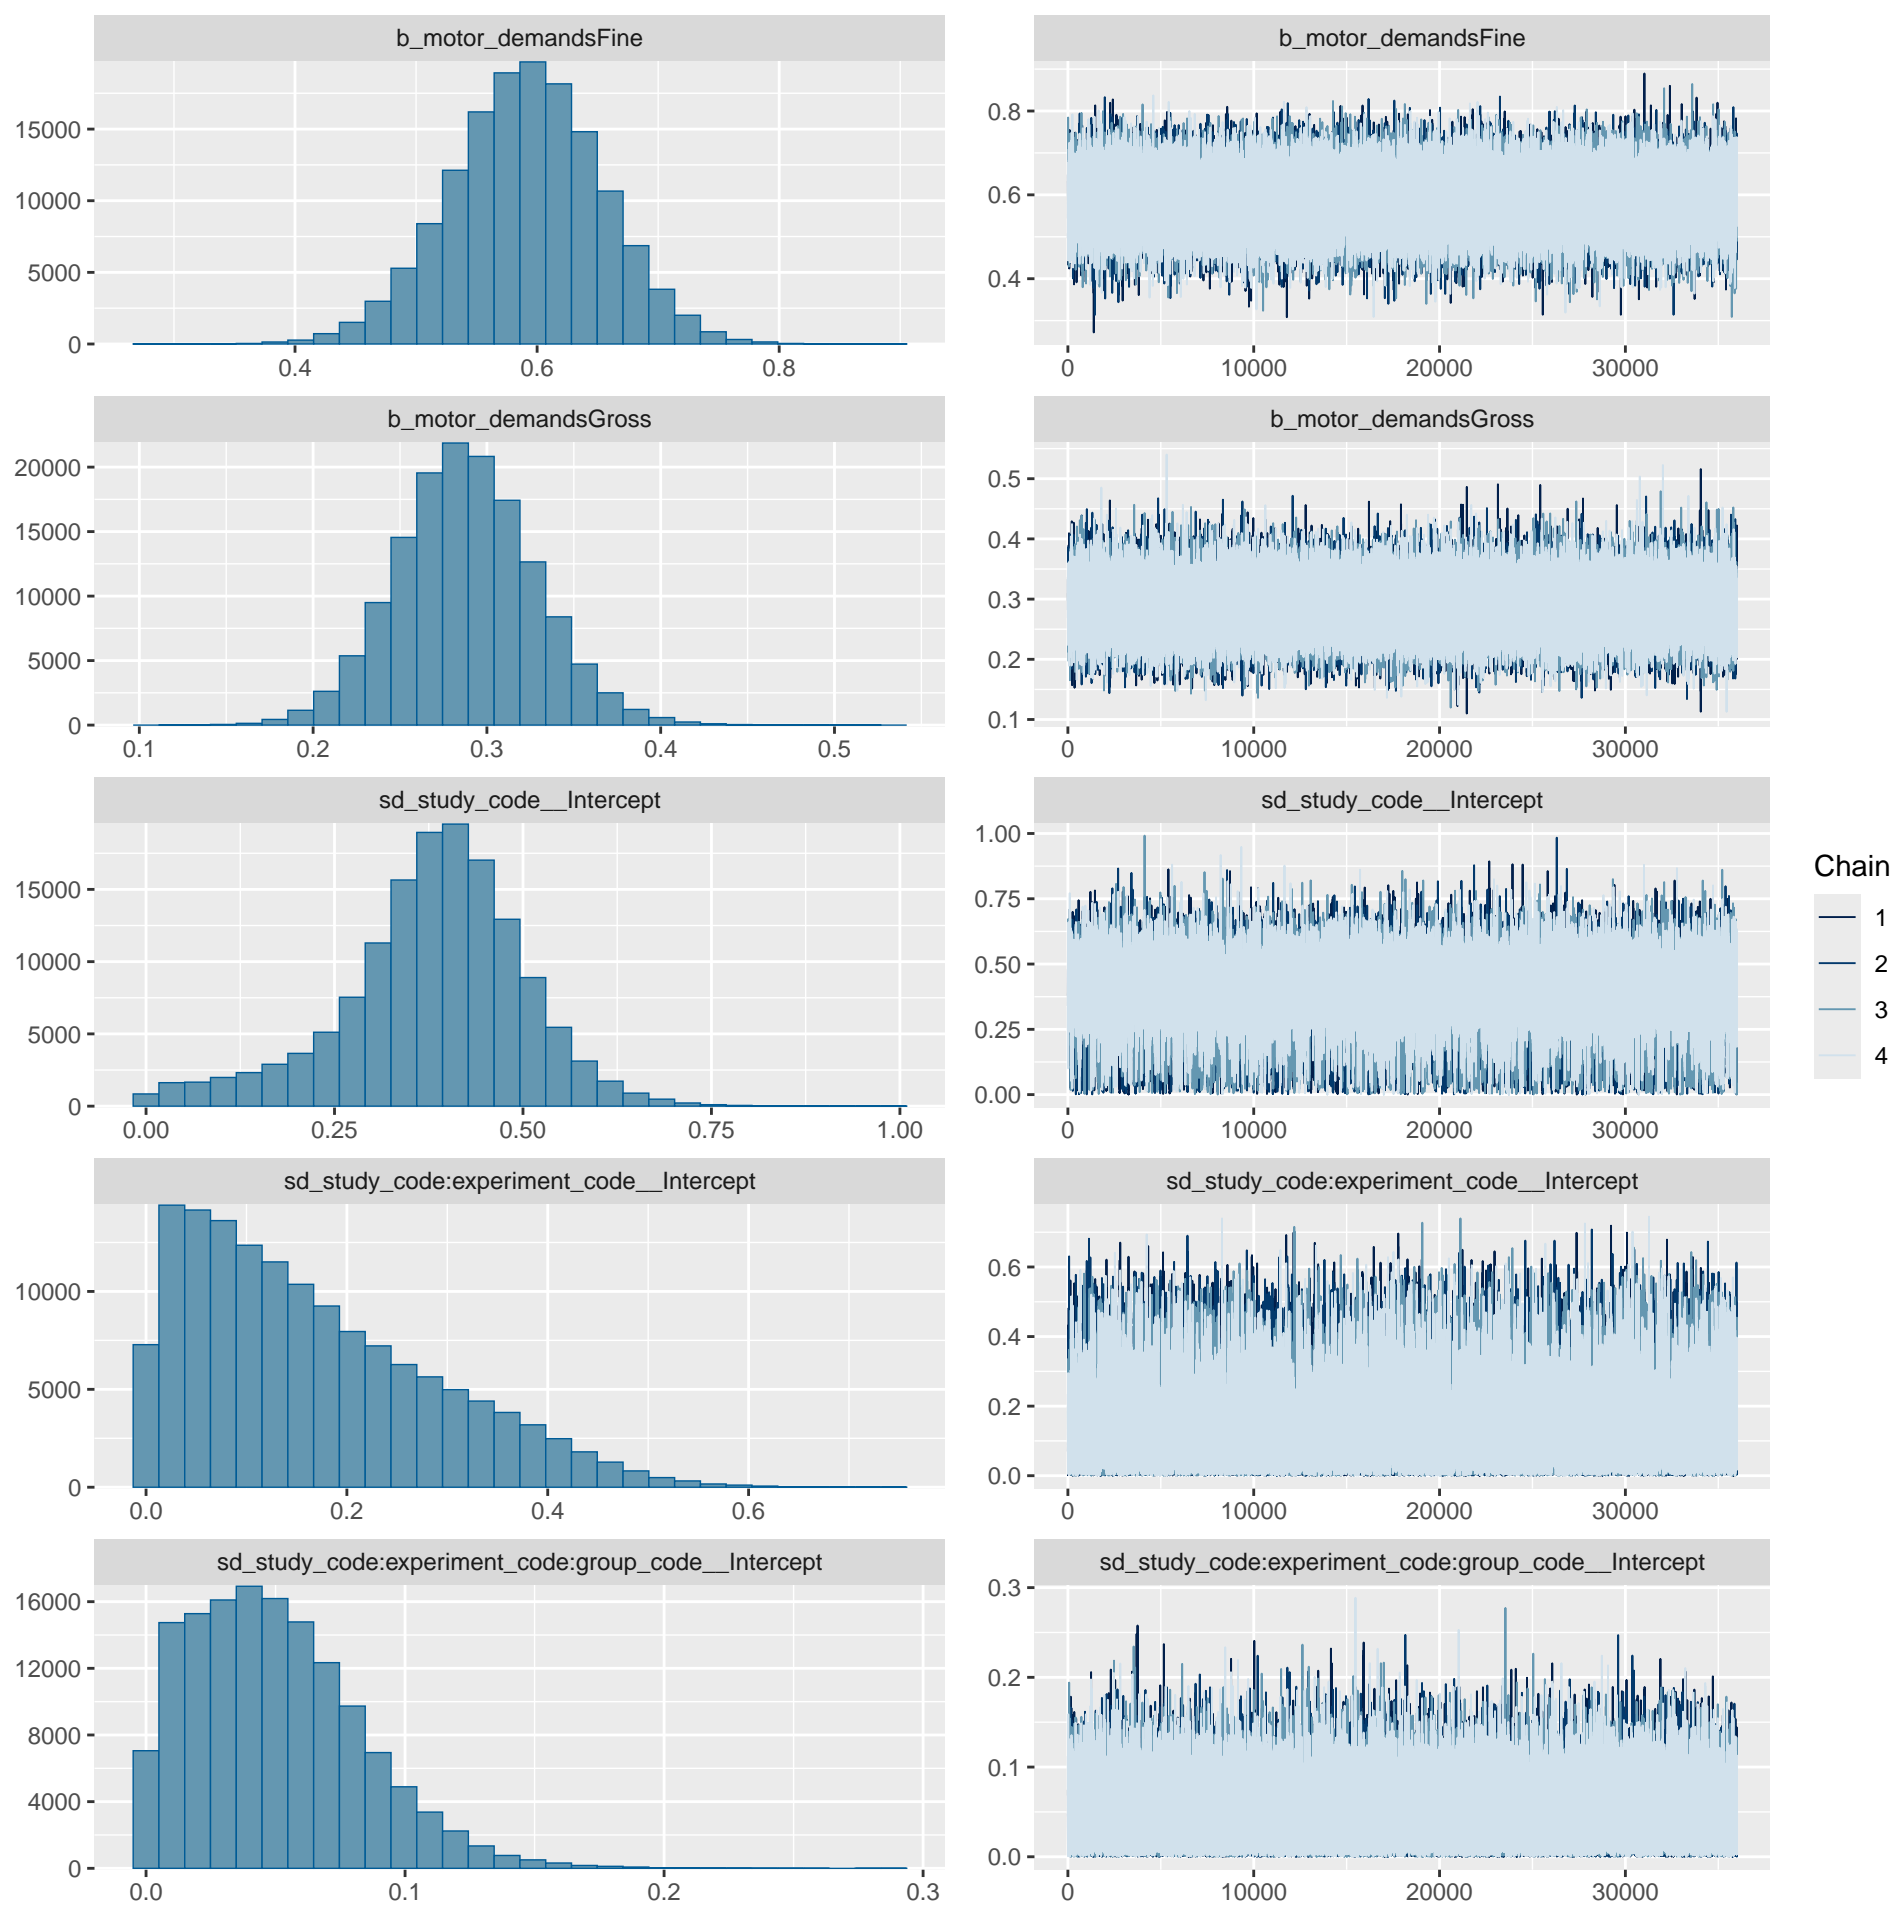 b_motor_demandsFine
b_motor_demandsFine
15000
10000
5000
0
0.4 0.6 0.8
0.8
0.6
0.4
0 10000 20000 30000
b_motor_demandsGross
b_motor_demandsGross
20000
15000
10000
5000
0
0.1 0.2 0.3 0.4 0.5
0.5
0.4
0.3
0.2
0.1
0 10000 20000 30000
sd_study_code__Intercept
sd_study_code__Intercept
15000
10000
5000
0
0.00 0.25 0.50 0.75 1.00
1.00
0.75
0.50
0.25
0.00
0 10000 20000 30000
Chain
1
2
3
4
sd_study_code:experiment_code__Intercept
sd_study_code:experiment_code__Intercept
10000
5000
0
0.0 0.2 0.4 0.6
0.6
0.4
0.2
0.0
0 10000 20000 30000
sd_study_code:experiment_code:group_code__Intercept
sd_study_code:experiment_code:group_code__Intercept
16000
12000
8000
4000
0
0.0 0.1 0.2 0.3
0.3
0.2
0.1
0.0
0 10000 20000 30000